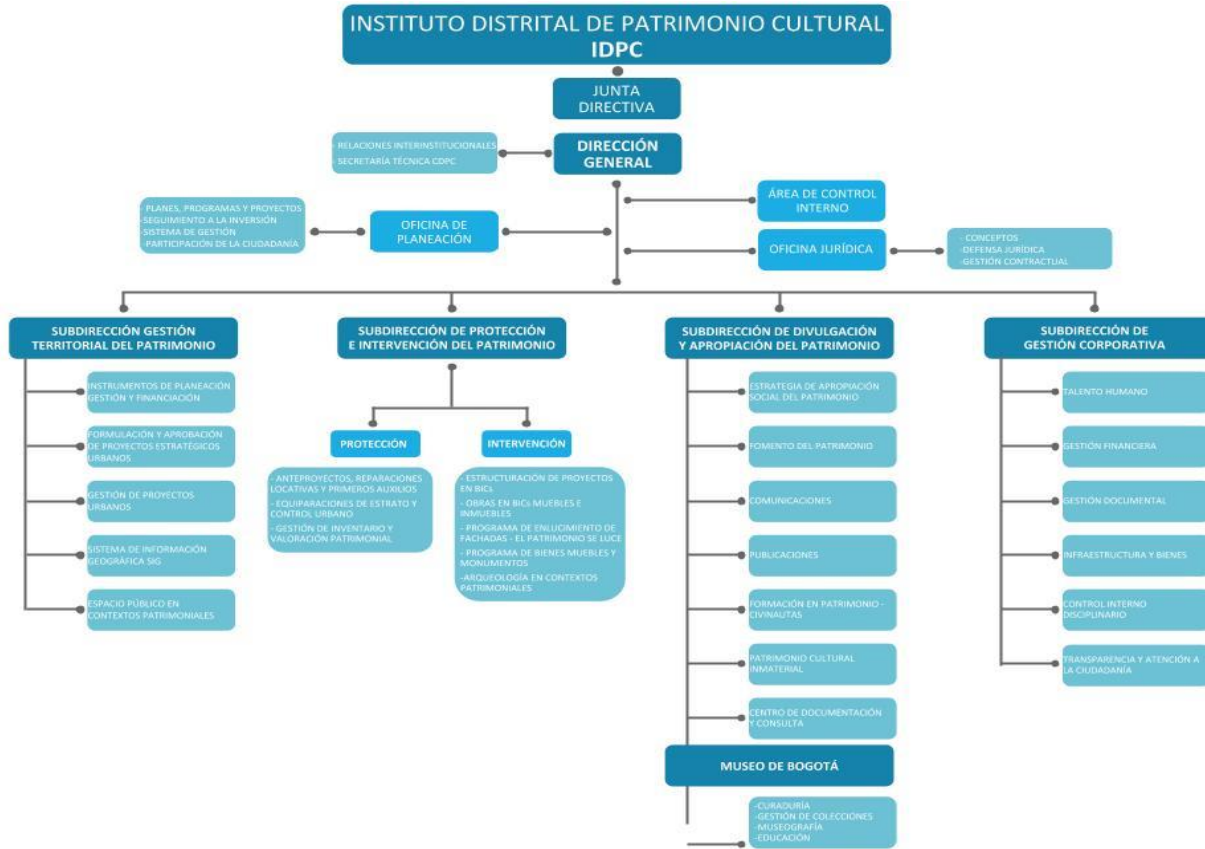 INSTITUTO DISTRITAL DE PATRIMONIO CULTURAL
IDPC
JUNTA
DIRECTIVA
- RELACIONES INTERINSTITUCIONALES
- SECRETARÍA TÉCNICA CDPC
DIRECCIÓN
GENERAL
ÁREA DE CONTROL
INTERNO
- PLANES, PROGRAMAS Y PROYECTOS
-SEGUIMIENTO A LA INVERSIÓN
-SISTEMA DE GESTIÓN
-PARTICIPACIÓN DE LA CIUDADANÍA
OFICINA DE
PLANEACIÓN
OFICINA JURÍDICA
- CONCEPTOS
-DEFENSA JURÍDICA
-GESTIÓN CONTRACTUAL
SUBDIRECCIÓN GESTIÓN
TERRITORIAL DEL PATRIMONIO
INSTRUMENTOS DE PLANEACIÓN
GESTIÓN Y FINANCIACIÓN
FORMULACIÓN Y APROBACIÓN
DE PROYECTOS ESTRATÉGICOS
URBANOS
GESTIÓN DE PROYECTOS
URBANOS
SISTEMA DE INFORMACIÓN
GEOGRÁFICA SIG
ESPACIO PÚBLICO EN
CONTEXTOS PATRIMONIALES
SUBDIRECCIÓN DE PROTECCIÓN
E INTERVENCIÓN DEL PATRIMONIO
PROTECCIÓN
- ANTEPROYECTOS, REPARACIONES
LOCATIVAS Y PRIMEROS AUXILIOS
- EQUIPARACIONES DE ESTRATO Y
CONTROL URBANO
- GESTIÓN DE INVENTARIO Y
VALORACIÓN PATRIMONIAL
INTERVENCIÓN
- ESTRUCTURACIÓN DE PROYECTOS
EN BICs
- OBRAS EN BICs MUEBLES E
INMUEBLES
- PROGRAMA DE ENLUCIMIENTO DE
FACHADAS - EL PATRIMONIO SE LUCE
- PROGRAMA DE BIENES MUEBLES Y
MONUMENTOS
-ARQUEOLOGÍA EN CONTEXTOS
PATRIMONIALES
SUBDIRECCIÓN DE DIVULGACIÓN
Y APROPIACIÓN DEL PATRIMONIO
ESTRATEGIA DE APROPIACIÓN
SOCIAL DEL PATRIMONIO
FOMENTO DEL PATRIMONIO
COMUNICACIONES
PUBLICACIONES
FORMACIÓN EN PATRIMONIO -
CIVINAUTAS
PATRIMONIO CULTURAL
INMATERIAL
CENTRO DE DOCUMENTACIÓN
Y CONSULTA
MUSEO DE BOGOTÁ
-CURADURÍA
-GESTIÓN DE COLECCIÓNES
-MUSEOGRAFÍA
-EDUCACIÓN
SUBDIRECCIÓN DE
GESTIÓN CORPORATIVA
TALENTO HUMANO
GESTIÓN FINANCIERA
GESTIÓN DOCUMENTAL
INFRAESTRUCTURA Y BIENES
CONTROL INTERNO
DISCIPLINARIO
TRANSPARENCIA Y ATENCIÓN A
LA CIUDADANÍA